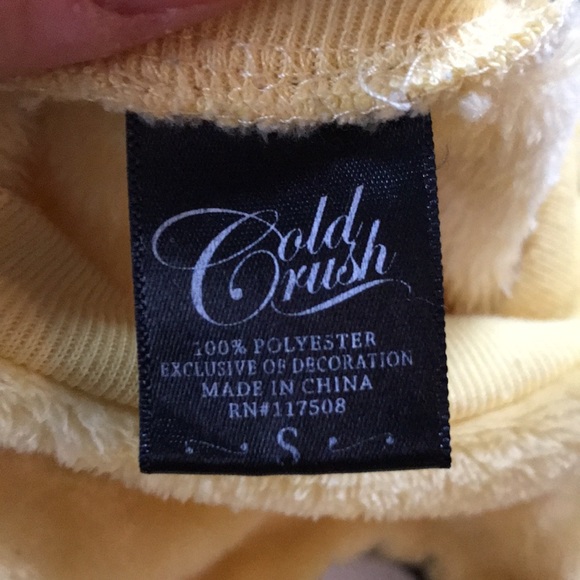 Cold
Crush
100% POLYESTER
EXCLUSIVE OF DECORATION
MADE IN CHINA
RN#117508
S